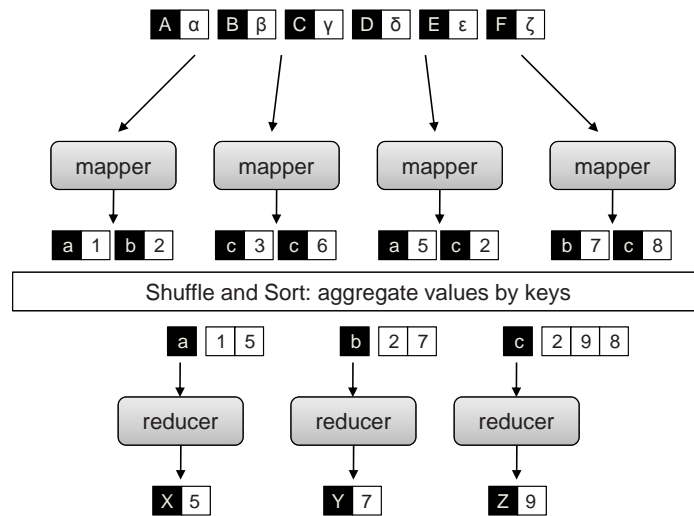 A α B β C γ D δ E ε F ζ
mapper mapper mapper mapper
a 1 b 2 c 3 c 6 a 5 c 2 b 7 c 8
Shuffle and Sort: aggregate values by keys
a 1 5 b 2 7 c 2 9 8
reducer reducer reducer
X 5 Y 7 Z 9